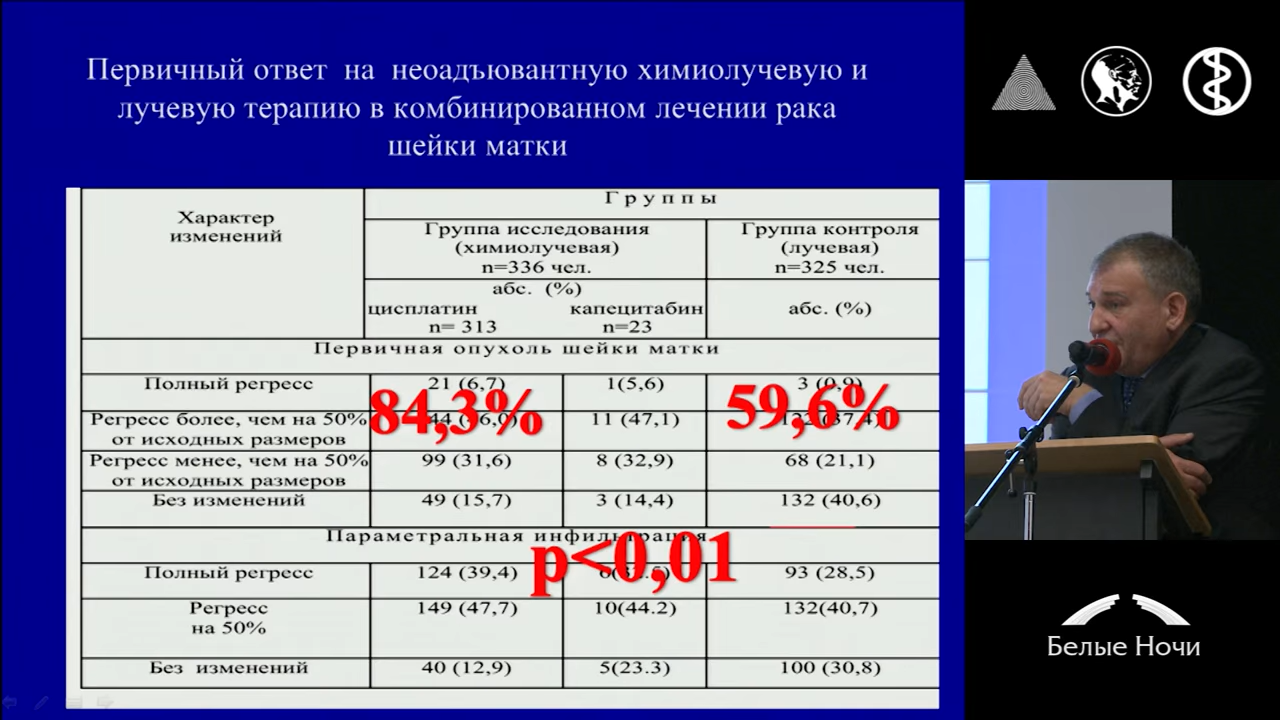 Первичный ответ на неоадъювантную химиолучевую и
лучевую терапию в комбинированном лечении рака
шейки матки
Характер
изменений
Группы
Группа исследования
(химиолучевая)
n=336 чел.
Группа контроля
(лучевая)
n=325 чел.
абс. (%)
цисплатин капецитабин
n= 313 n=23
абс. (%)
Первичная опухоль шейки матки
Полный регресс 21 (6,7) 1(5,6) 3 (0,9)
84,3% 59,6%
Регресс более, чем на 50%
от исходных размеров
11 (47,1)
Регресс менее, чем на 50%
от исходных размеров
99 (31,6) 8 (32,9) 68 (21,1)
Без изменений 49 (15,7) 3 (14,4) 132 (40,6)
Параметральная инфильтрация
p<0,01
Полный регресс 124 (39,4) 93 (28,5)
Регресс
на 50%
149 (47,7) 10(44.2) 132(40,7)
Без изменений 40 (12,9) 5(23.3) 100 (30,8)
Белые Ночи